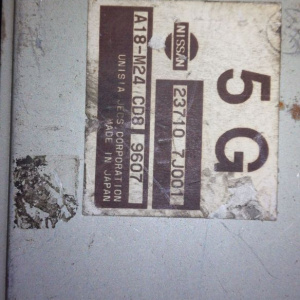 5 G
NISSAN
23710 7J001
A18-M24 CD8 9607
UNISIA JECS CORPORATION
MADE IN JAPAN